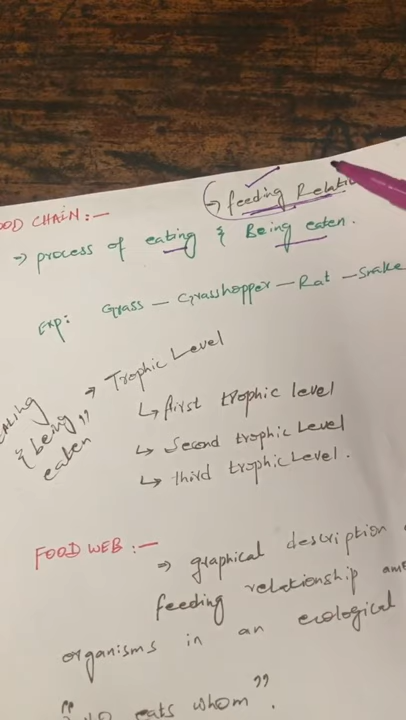 feeding Relati
OOD CHAIN:-
→ process of eating & Being eaten.
Exp: Grass - Grasshopper - Rat - Snake
→ Trophic Level
eating
& being "
eaten
↳ first trophic level
↳ Second trophic Level
↳ third trophic Level.
FOOD WEB:-
⇒ graphical description
feeding relationship am
organisms in an ecological
eats whom".